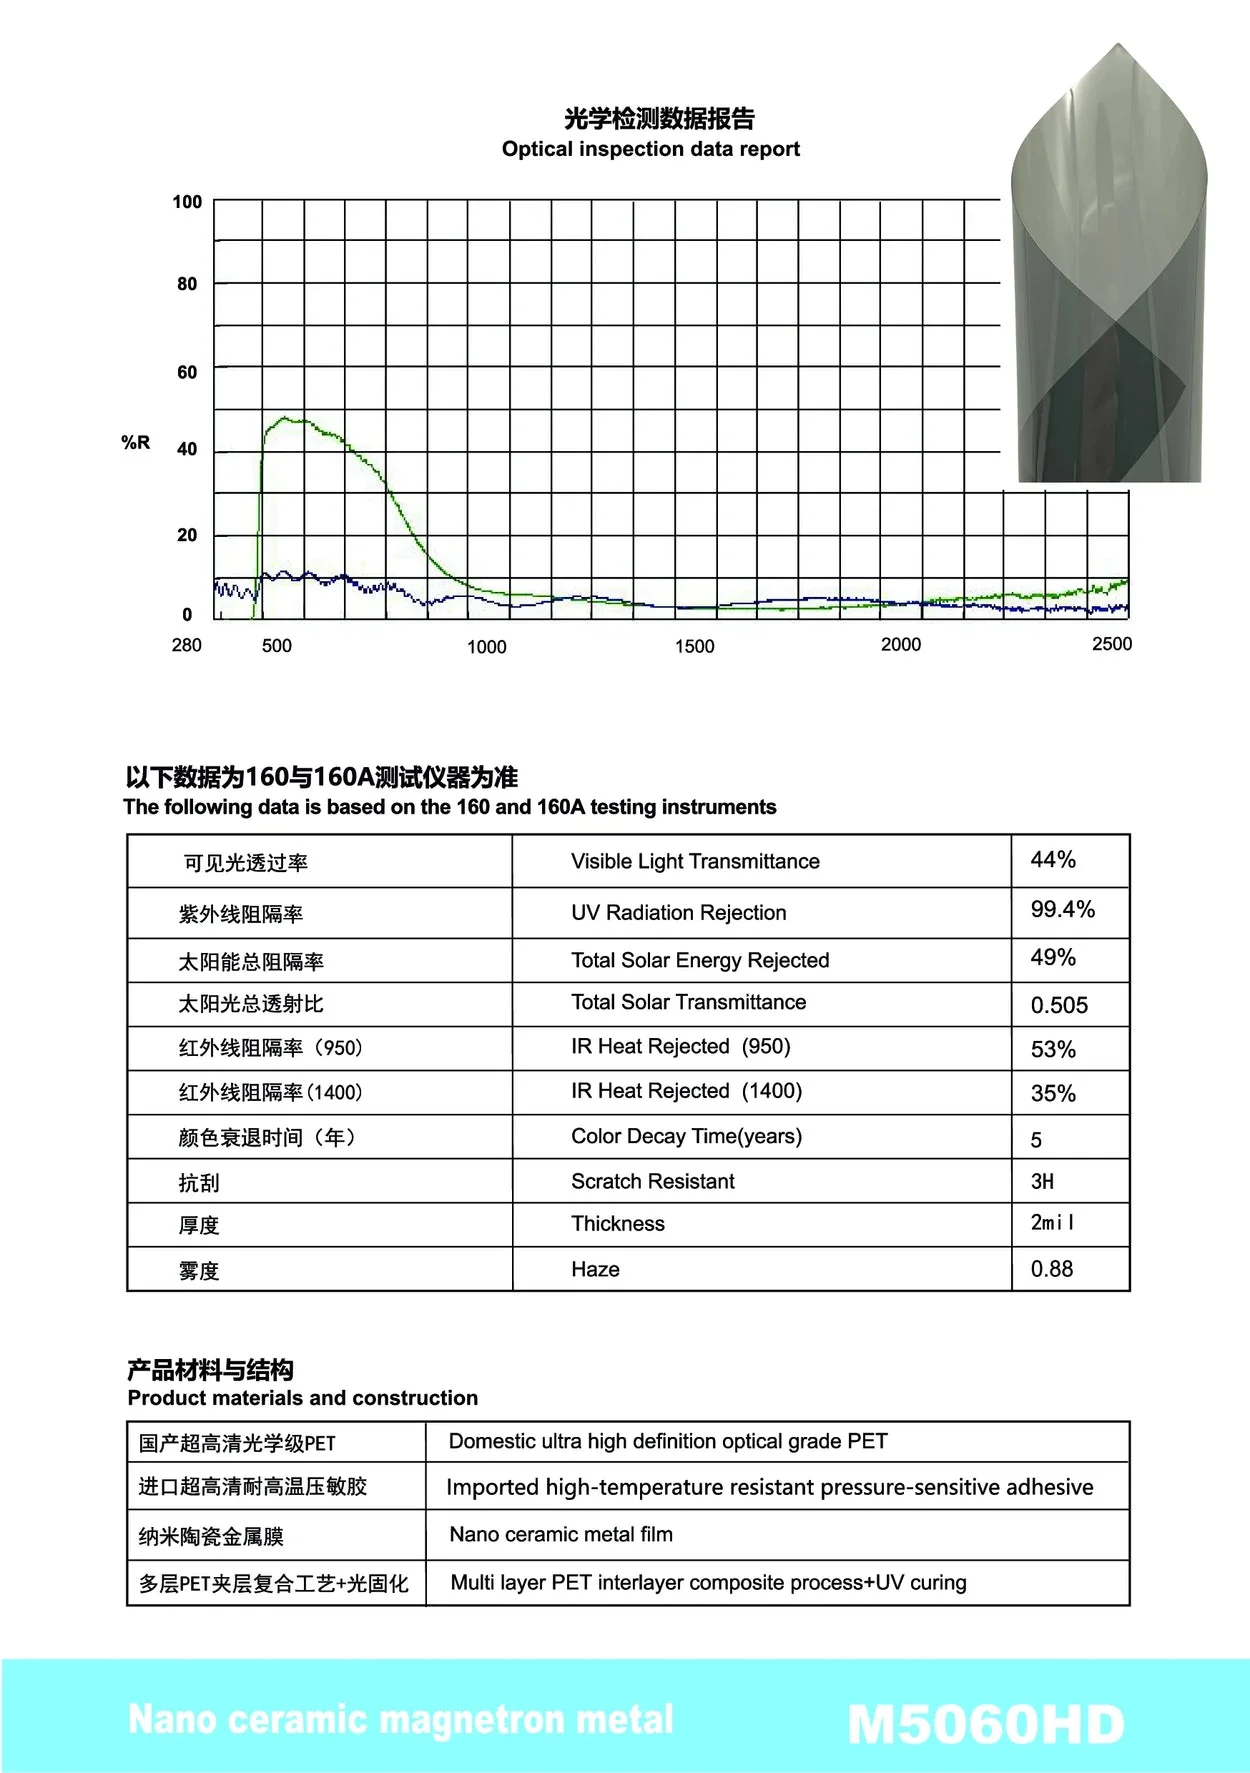 光学检测数据报告
Optical inspection data report
100
80
60
%R
40
20
0
280 500 1000 1500 2000 2500
以下数据为160与160A测试仪器为准
The following data is based on the 160 and 160A testing instruments
可见光透过率 Visible Light Transmittance 44%
紫外线阻隔率 UV Radiation Rejection 99.4%
太阳能总阻隔率 Total Solar Energy Rejected 49%
太阳光总透射比 Total Solar Transmittance 0.505
红外线阻隔率（950） IR Heat Rejected (950) 53%
红外线阻隔率(1400) IR Heat Rejected (1400) 35%
颜色衰退时间（年） Color Decay Time(years) 5
抗刮 Scratch Resistant 3H
厚度 Thickness 2mil
雾度 Haze 0.88
产品材料与结构
Product materials and construction
国产超高清光学级PET Domestic ultra high definition optical grade PET
进口超高清耐高温压敏胶 Imported high-temperature resistant pressure-sensitive adhesive
纳米陶瓷金属膜 Nano ceramic metal film
多层PET夹层复合工艺+光固化 Multi layer PET interlayer composite process+UV curing
Nano ceramic magnetron metal M5060HD